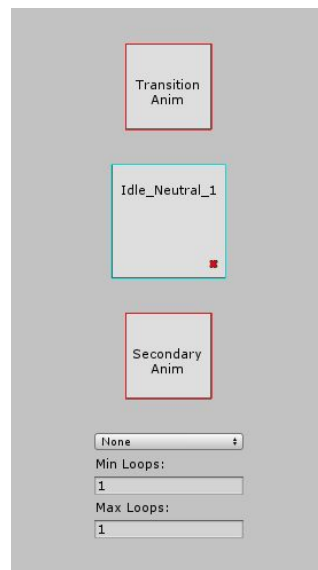 Transition
Anim
Idle_Neutral_1
Secondary
Anim
None
Min Loops:
1
Max Loops:
1